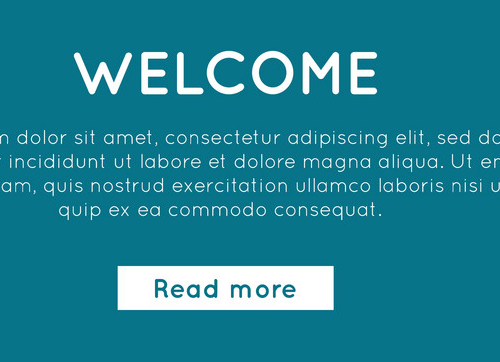 WELCOME
dolor sit amet, consectetur adipiscing elit, sed
incididunt ut labore et dolore magna aliqua. Ut
quis nostrud exercitation ullamco laboris nisi
quip ex ea commodo consequat.
Read more